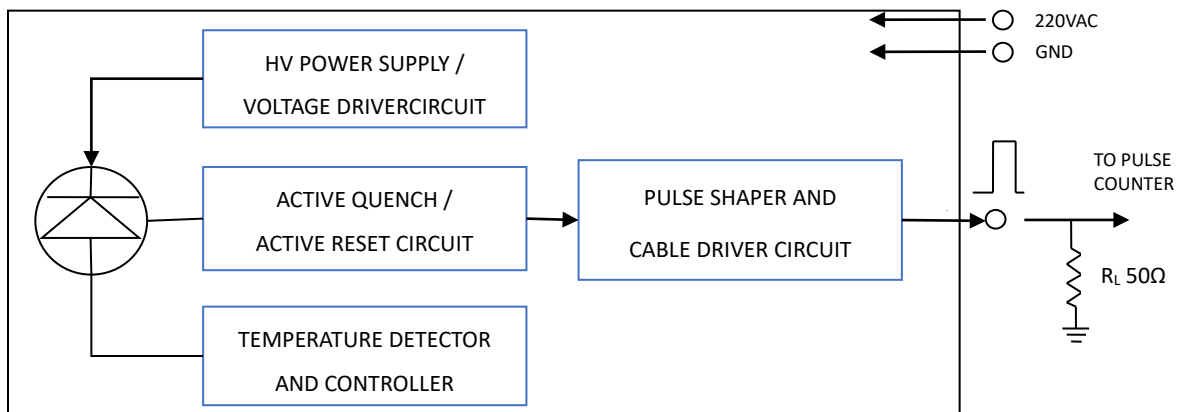 220VAC
GND
HV POWER SUPPLY /
VOLTAGE DRIVERCIRCUIT
ACTIVE QUENCH /
ACTIVE RESET CIRCUIT
PULSE SHAPER AND
CABLE DRIVER CIRCUIT
TO PULSE
COUNTER
RL 50Ω
TEMPERATURE DETECTOR
AND CONTROLLER